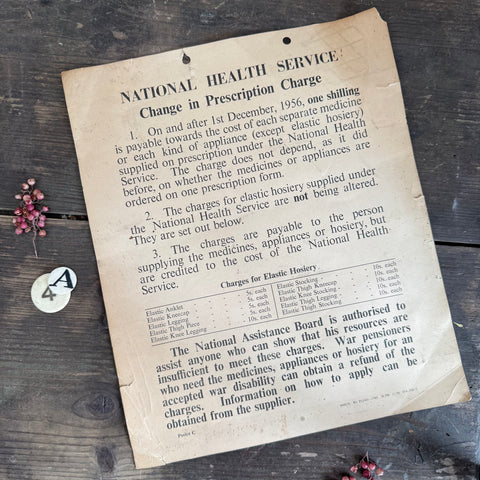 NATIONAL HEALTH SERVICE
Change in Prescription Charge
1. On and after 1st December, 1956, one shilling
is payable towards the cost of each separate medicine
or each kind of appliance (except elastic hosiery)
supplied on prescription under the National Health
Service. The charge does not depend, as it did
before, on whether the medicines or appliances are
ordered on one prescription form.
2. The charges for elastic hosiery supplied under
the National Health Service are not being altered.
They are set out below.
3. The charges are payable to the person
supplying the medicines, appliances or hosiery, but
are credited to the cost of the National Health
Service.
Charges for Elastic Hosiery
Elastic Anklet - - 5s. each
Elastic Kneecap - - 5s. each
Elastic Legging - - 5s. each
Elastic Thigh Piece - - 5s. each
Elastic Knee Legging - - 10s. each
Elastic Stocking - - 10s. each
Elastic Thigh Kneecap - 10s. each
Elastic Knee Stocking - 10s. each
Elastic Thigh Legging - 10s. each
Elastic Thigh Stocking - 10s. each
The National Assistance Board is authorised to
assist anyone who can show that his resources are
insufficient to meet these charges. War pensioners
who need the medicines, appliances or hosiery for an
accepted war disability can obtain a refund of the
charges. Information on how to apply can be
obtained from the supplier.
Poster C
A
4